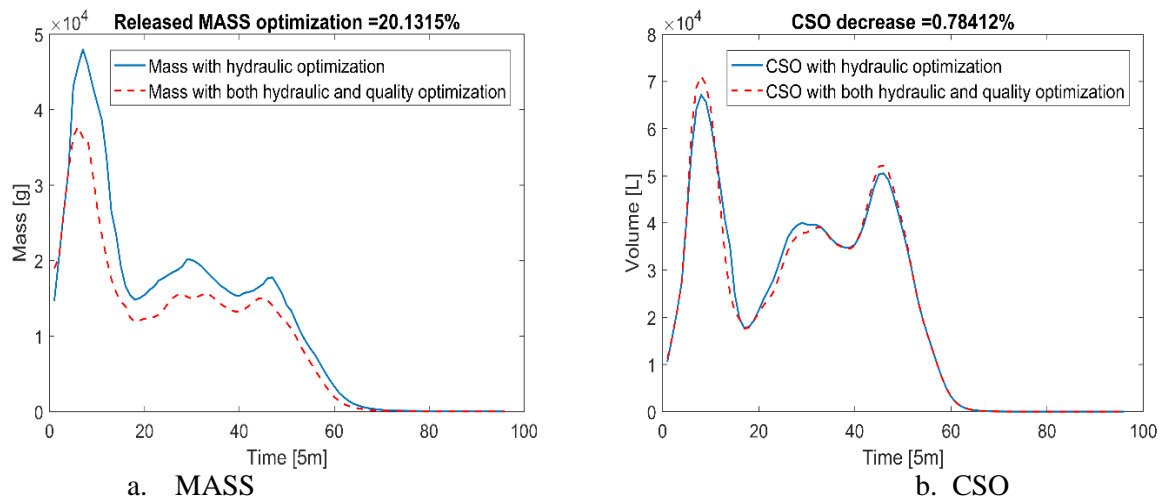 Released MASS optimization =20.1315%
×10⁴
Mass with hydraulic optimization
Mass with both hydraulic and quality optimization
Mass [g]
5
4
3
2
1
0
0 20 40 60 80 100
Time [5m]
a. MASS
CSO decrease =0.78412%
×10⁴
CSO with hydraulic optimization
CSO with both hydraulic and quality optimization
Volume [L]
8
7
6
5
4
3
2
1
0
0 20 40 60 80 100
Time [5m]
b. CSO